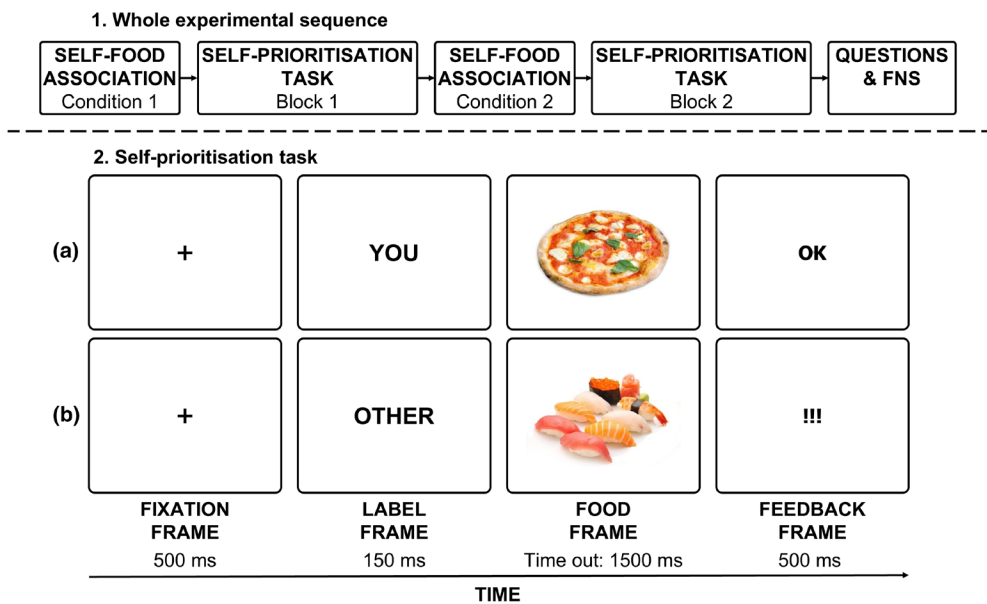 1. Whole experimental sequence
SELF-FOOD
ASSOCIATION
Condition 1
SELF-PRIORITISATION
TASK
Block 1
SELF-FOOD
ASSOCIATION
Condition 2
SELF-PRIORITISATION
TASK
Block 2
QUESTIONS
& FNS
2. Self-prioritisation task
(a)
+
YOU
OK
(b)
+
OTHER
!!!
FIXATION
FRAME
500 ms
LABEL
FRAME
150 ms
FOOD
FRAME
Time out: 1500 ms
FEEDBACK
FRAME
500 ms
TIME